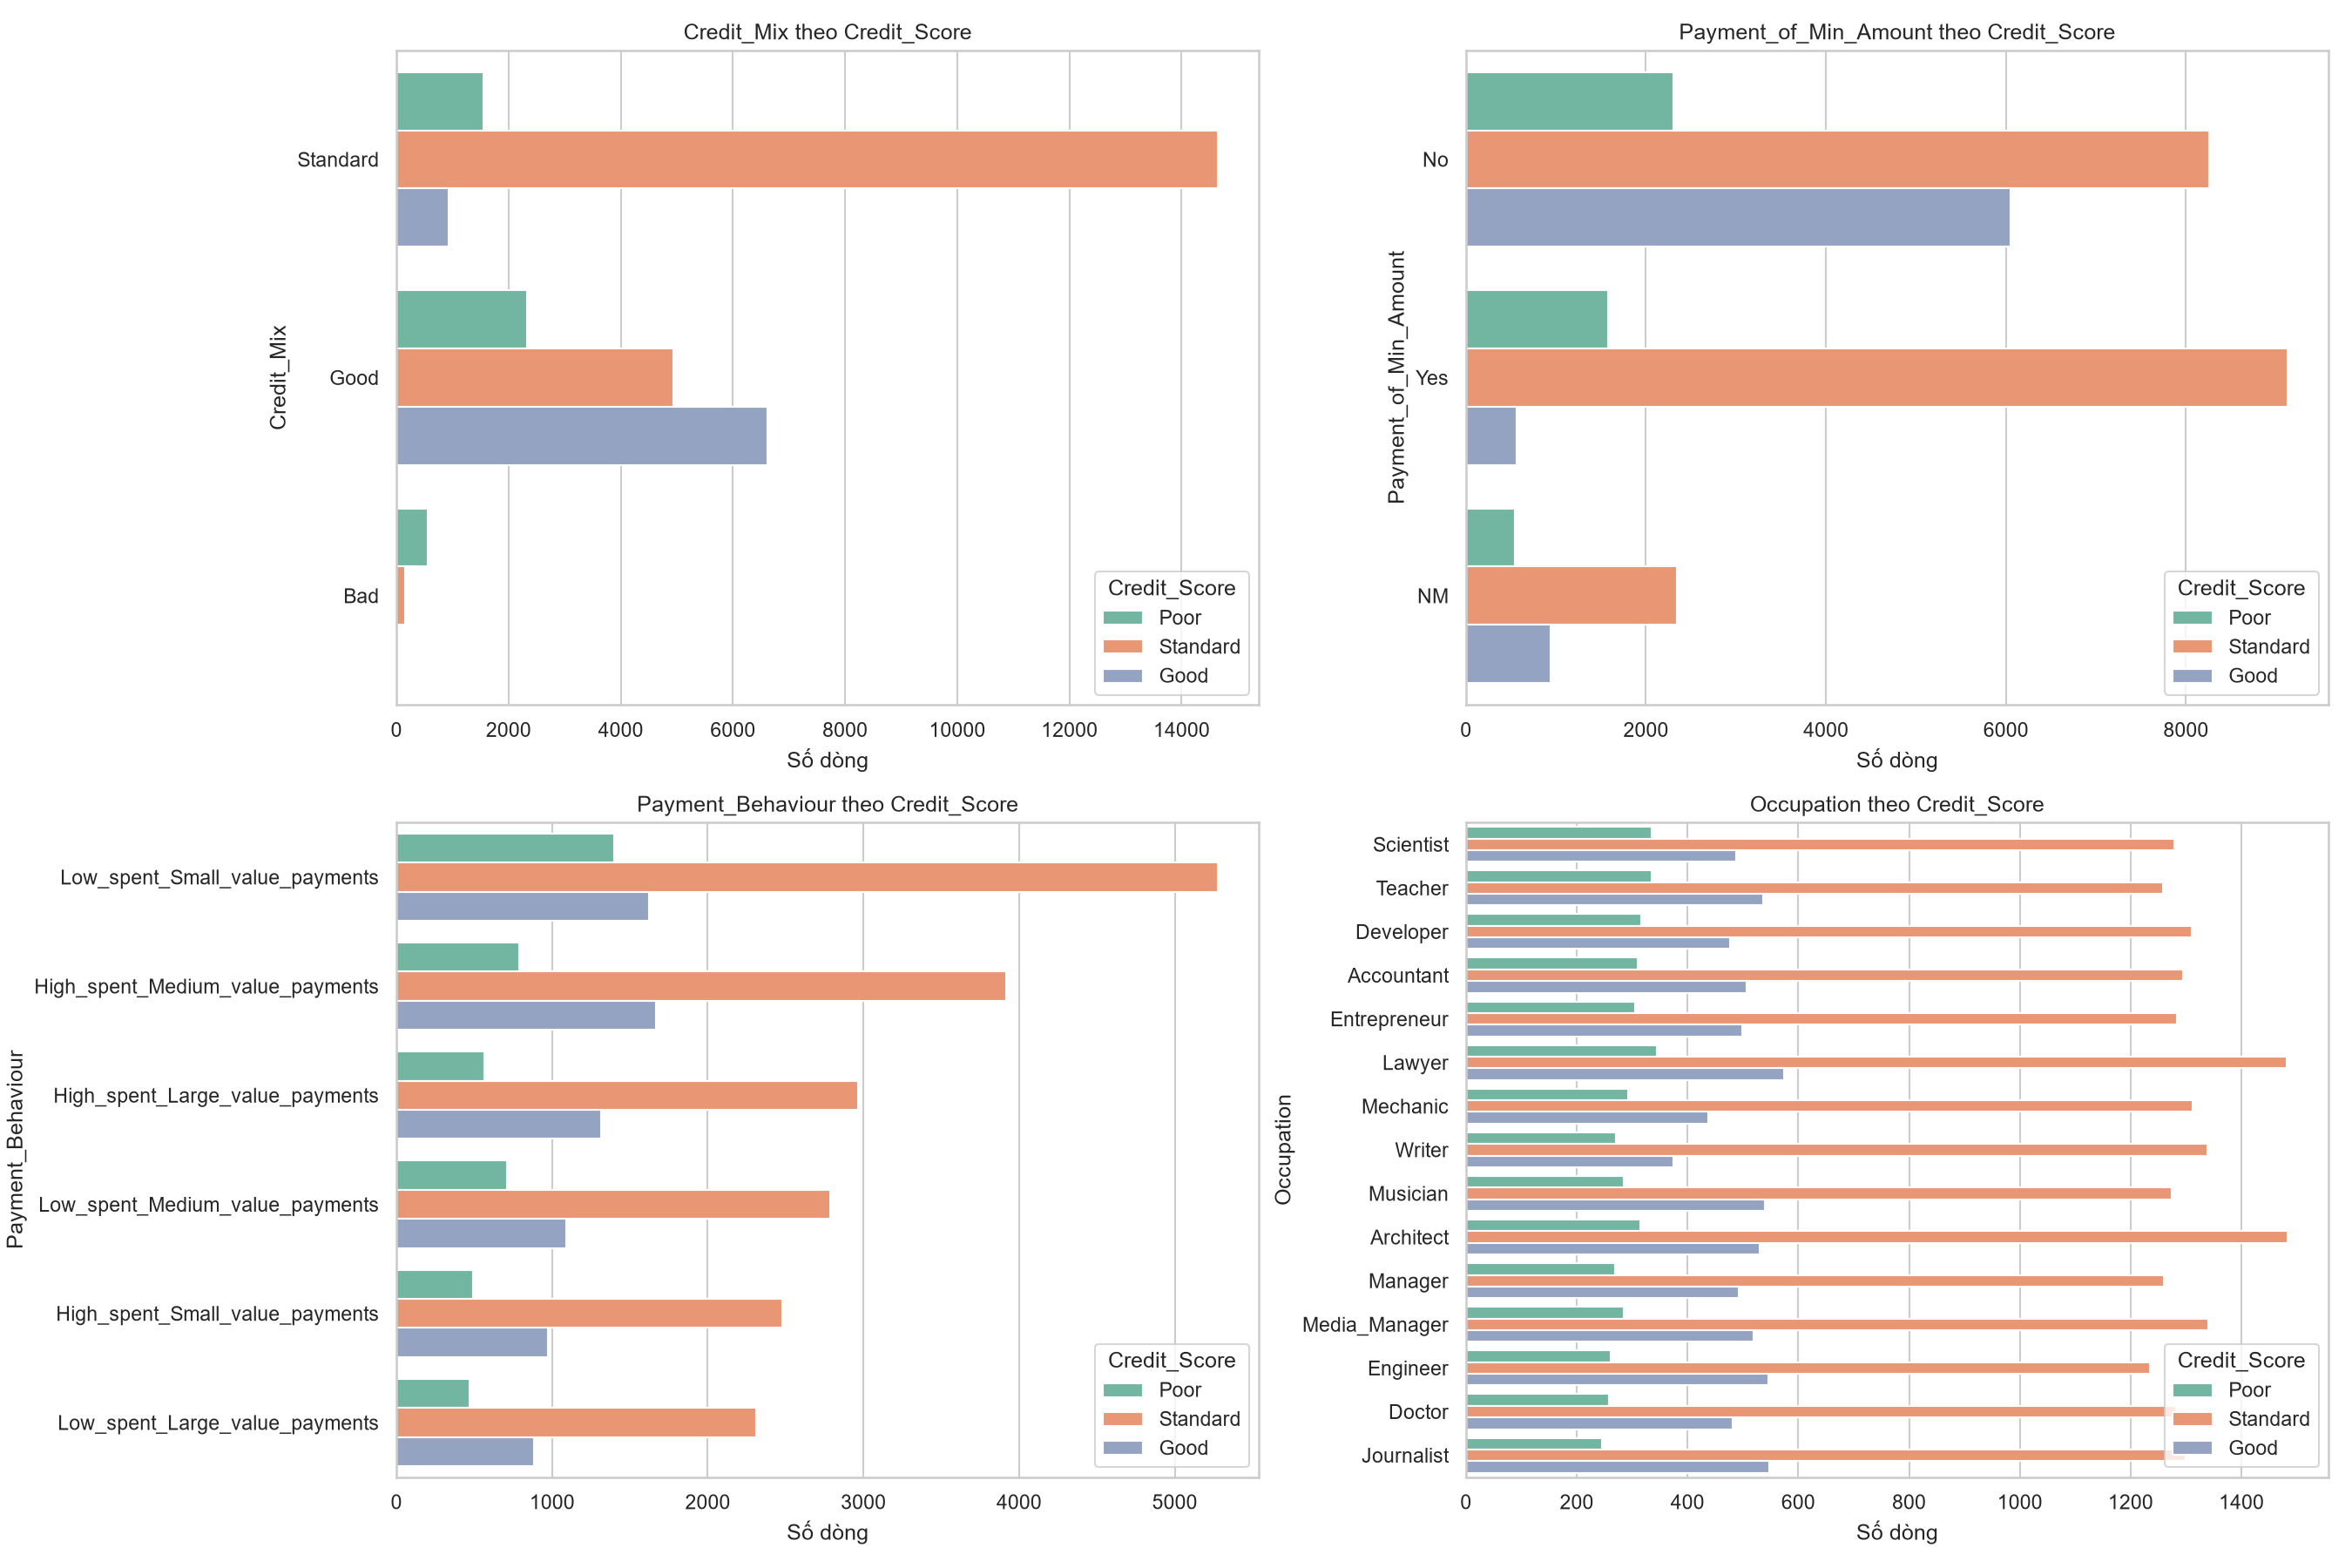 Credit_Mix theo Credit_Score
Credit_Mix
Standard
Good
Bad
0 2000 4000 6000 8000 10000 12000 14000
Số dòng
Credit_Score
Poor
Standard
Good
Payment_of_Min_Amount theo Credit_Score
Payment_of_Min_Amount
No
Yes
NM
0 2000 4000 6000 8000
Số dòng
Credit_Score
Poor
Standard
Good
Payment_Behaviour theo Credit_Score
Payment_Behaviour
Low_spent_Small_value_payments
High_spent_Medium_value_payments
High_spent_Large_value_payments
Low_spent_Medium_value_payments
High_spent_Small_value_payments
Low_spent_Large_value_payments
0 1000 2000 3000 4000 5000
Số dòng
Credit_Score
Poor
Standard
Good
Occupation theo Credit_Score
Occupation
Scientist
Teacher
Developer
Accountant
Entrepreneur
Lawyer
Mechanic
Writer
Musician
Architect
Manager
Media_Manager
Engineer
Doctor
Journalist
0 200 400 600 800 1000 1200 1400
Số dòng
Credit_Score
Poor
Standard
Good